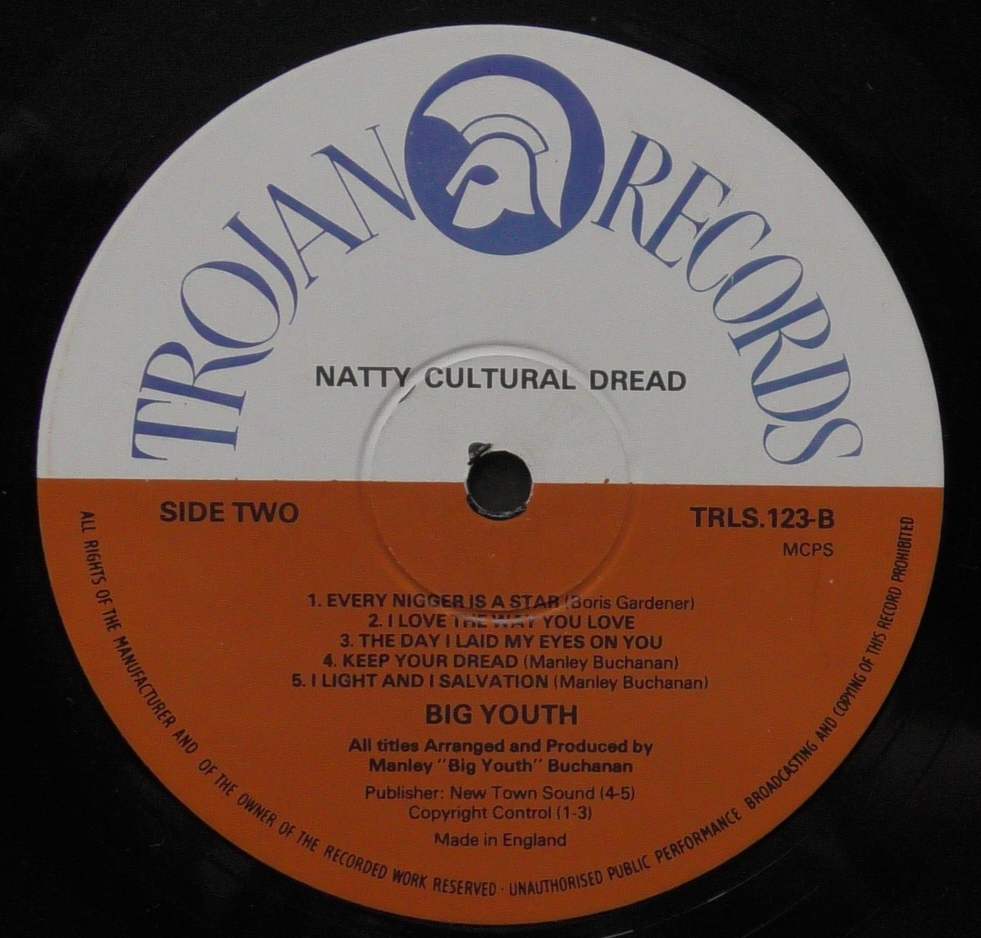 TROJAN RECORDS
NATTY CULTURAL DREAD
SIDE TWO
TRLS.123-B
MCPS
1. EVERY NIGGER IS A STAR (Boris Gardener)
2. I LOVE THE WAY YOU LOVE
3. THE DAY I LAID MY EYES ON YOU
4. KEEP YOUR DREAD (Manley Buchanan)
5. I LIGHT AND I SALVATION (Manley Buchanan)
BIG YOUTH
All titles Arranged and Produced by
Manley "Big Youth" Buchanan
Publisher: New Town Sound (4-5)
Copyright Control (1-3)
Made in England
ALL RIGHTS OF THE MANUFACTURER AND OF THE OWNER OF THE RECORDED WORK RESERVED · UNAUTHORISED PUBLIC PERFORMANCE BROADCASTING AND COPYING OF THIS RECORD PROHIBITED